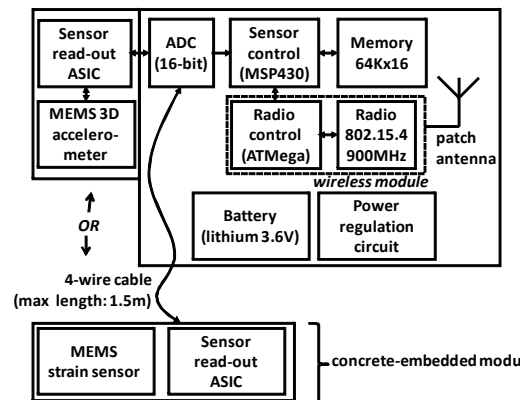 Sensor
read-out
ASIC
ADC
(16-bit)
Sensor
control
(MSP430)
Memory
64Kx16
MEMS 3D
accelero-
meter
Radio
control
(ATMega)
Radio
802.15.4
900MHz
wireless module
patch
antenna
OR
Battery
(lithium 3.6V)
Power
regulation
circuit
4-wire cable
(max length: 1.5m)
MEMS
strain sensor
Sensor
read-out
ASIC
concrete-embedded modu